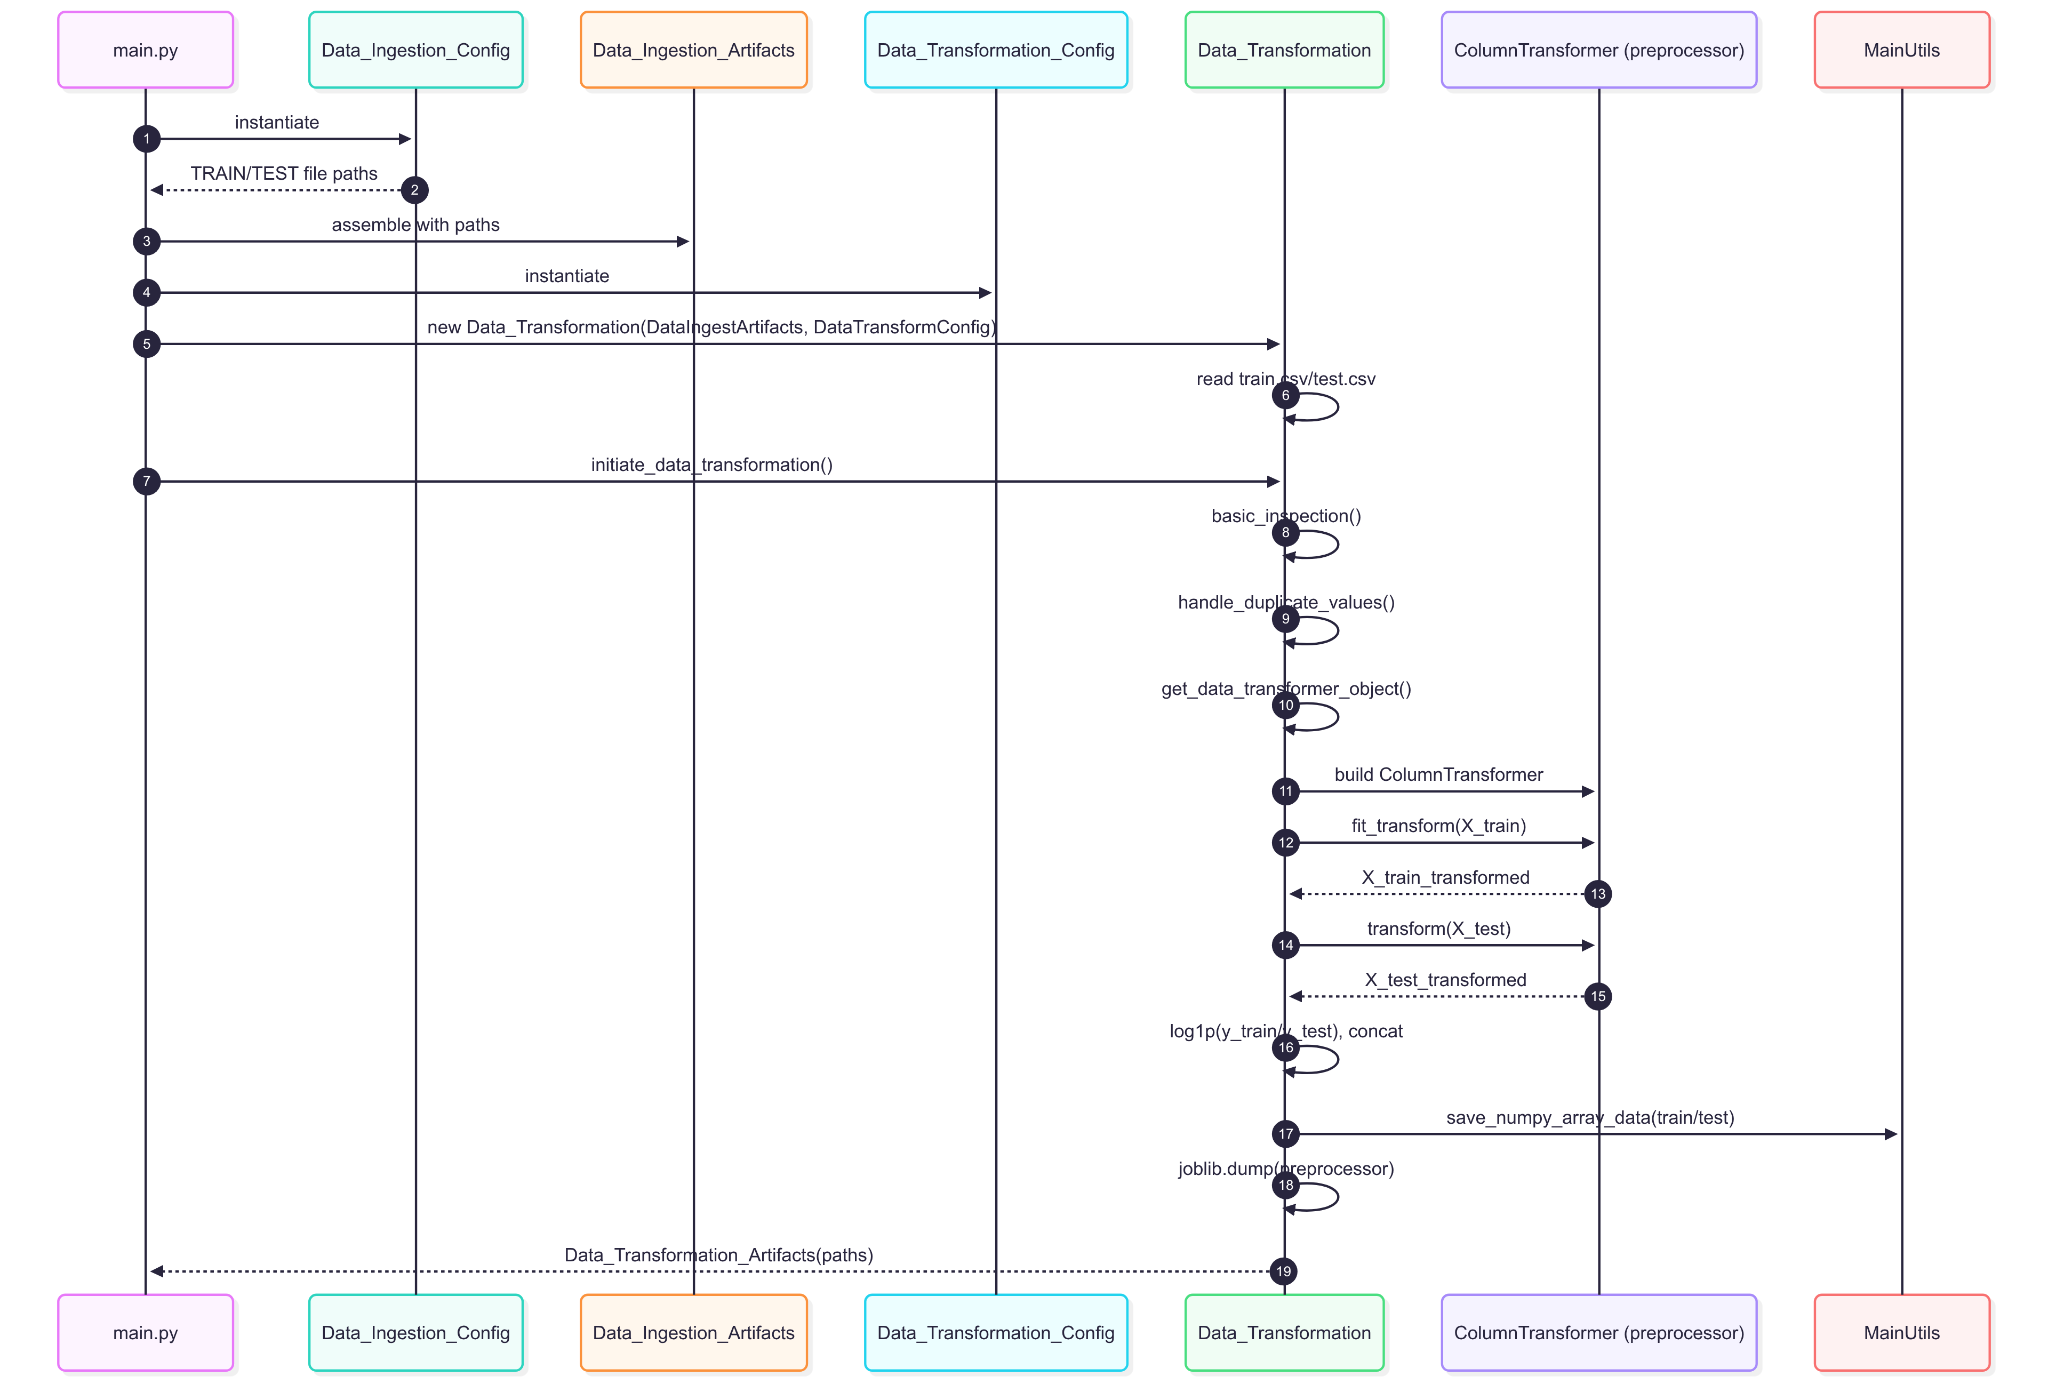 main.py
Data_Ingestion_Config
Data_Ingestion_Artifacts
Data_Transformation_Config
Data_Transformation
ColumnTransformer (preprocessor)
MainUtils
instantiate
1
TRAIN/TEST file paths
2
assemble with paths
3
instantiate
4
new Data_Transformation(DataIngestArtifacts, DataTransformConfig)
5
read train.csv/test.csv
6
initiate_data_transformation()
7
basic_inspection()
8
handle_duplicate_values()
9
get_data_transformer_object()
10
build ColumnTransformer
11
fit_transform(X_train)
12
X_train_transformed
13
transform(X_test)
14
X_test_transformed
15
log1p(y_train/y_test), concat
16
save_numpy_array_data(train/test)
17
joblib.dump(preprocessor)
18
Data_Transformation_Artifacts(paths)
19
main.py
Data_Ingestion_Config
Data_Ingestion_Artifacts
Data_Transformation_Config
Data_Transformation
ColumnTransformer (preprocessor)
MainUtils